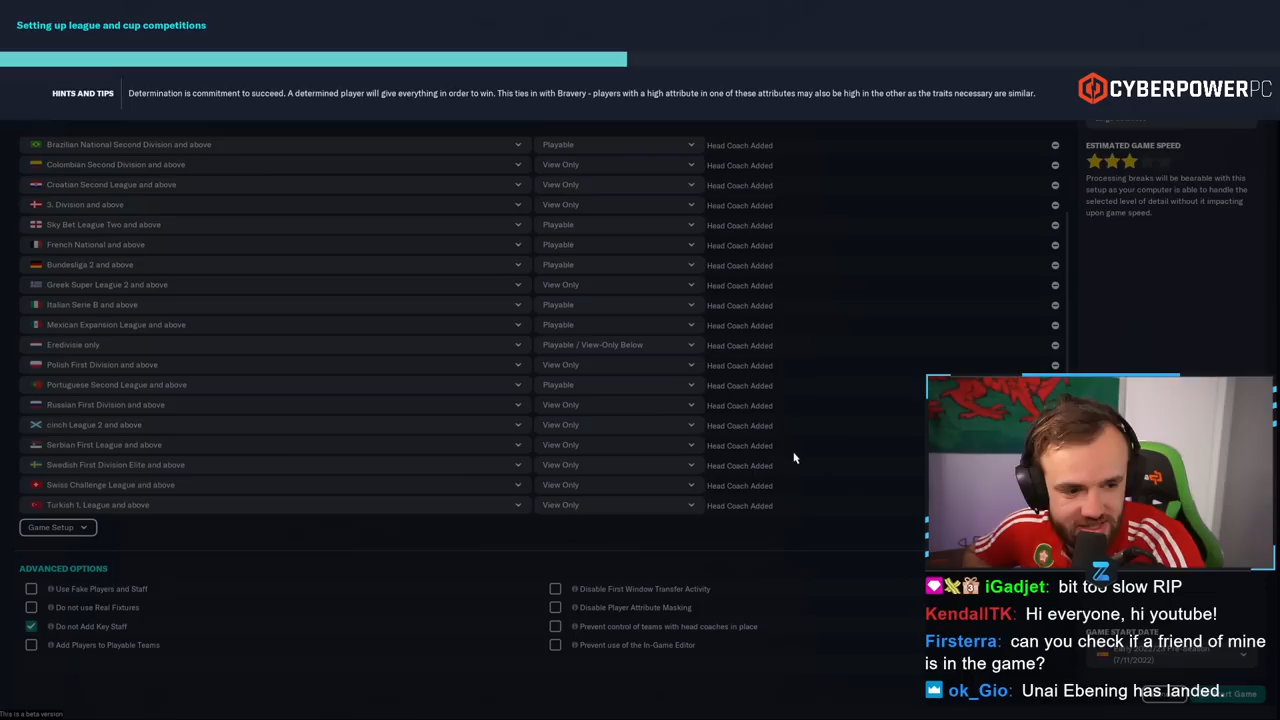 Setting up league and cup competitions
HINTS AND TIPS
Determination is commitment to succeed. A determined player will give everything in order to win. This ties in with Bravery - players with a high attribute in one of these attributes may also be high in the other as the traits necessary are similar.
CYBERPOWERPC
Brazilian National Second Division and above Playable Head Coach Added
Colombian Second Division and above View Only Head Coach Added
Croatian Second League and above View Only Head Coach Added
3. Division and above View Only Head Coach Added
Sky Bet League Two and above Playable Head Coach Added
French National and above Playable Head Coach Added
Bundesliga 2 and above Playable Head Coach Added
Greek Super League 2 and above View Only Head Coach Added
Italian Serie B and above Playable Head Coach Added
Mexican Expansion League and above Playable Head Coach Added
Eredivisie only Playable / View-Only Below Head Coach Added
Polish First Division and above View Only Head Coach Added
Portuguese Second League and above Playable Head Coach Added
Russian First Division and above View Only Head Coach Added
cinch League 2 and above View Only Head Coach Added
Serbian First League and above View Only Head Coach Added
Swedish First Division Elite and above View Only Head Coach Added
Swiss Challenge League and above View Only Head Coach Added
Turkish 1. League and above View Only Head Coach Added
Game Setup
ESTIMATED GAME SPEED
Processing breaks will be bearable with this
setup as your computer is able to handle the
selected level of detail without it impacting
upon game speed.
ADVANCED OPTIONS
Use Fake Players and Staff
Do not use Real Fixtures
Do not Add Key Staff
Add Players to Playable Teams
Disable First Window Transfer Activity
Disable Player Attribute Masking
Prevent control of teams with head coaches in place
Prevent use of the In-Game Editor
iGadjet: bit too slow RIP
KendallTK: Hi everyone, hi youtube!
Firsterra: can you check if a friend of mine
is in the game?
ok_Gio: Unai Ebening has landed.
GAME START DATE
Early 2022/23 Pre-Season
(7/11/2022)
Start Game
This is a beta version